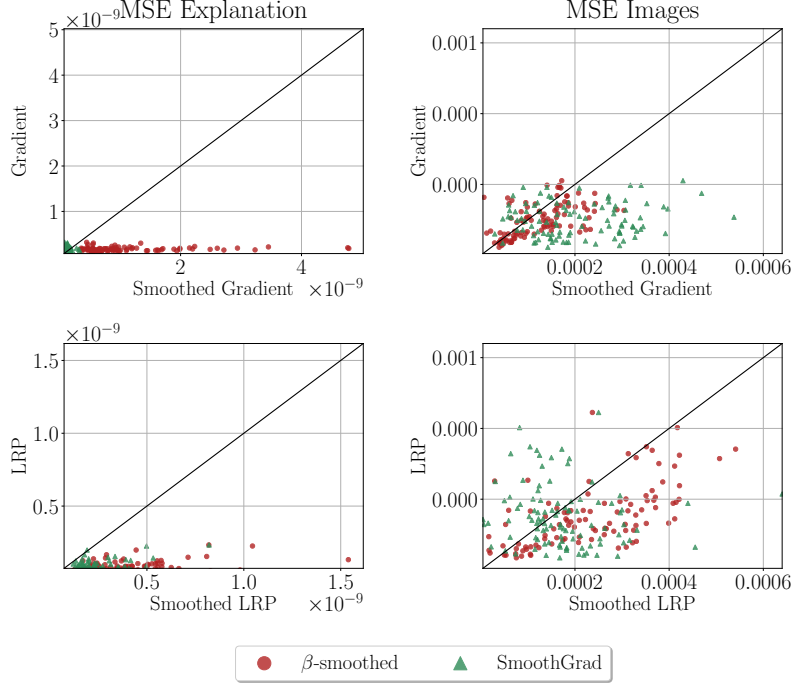 MSE Explanation
×10⁻⁹
5
4
3
2
1
Gradient
2
4
Smoothed Gradient
×10⁻⁹
MSE Images
0.001
0.000
0.000
Gradient
0.0002
0.0004
0.0006
Smoothed Gradient
×10⁻⁹
1.5
1.0
0.5
LRP
0.5
1.0
1.5
Smoothed LRP
×10⁻⁹
0.001
0.000
0.000
LRP
0.0002
0.0004
0.0006
Smoothed LRP
β-smoothed
SmoothGrad